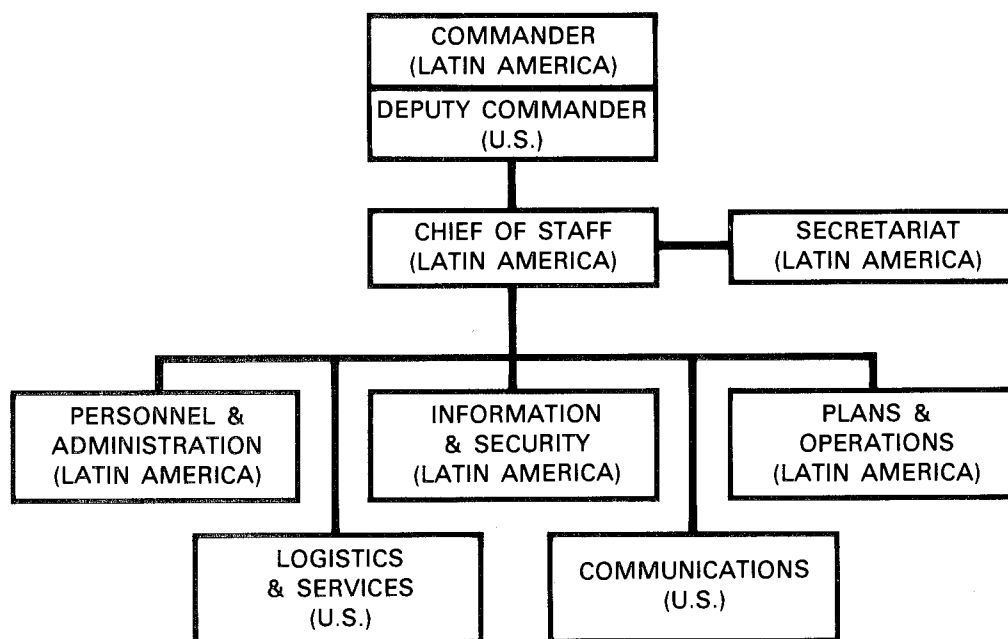 COMMANDER
(LATIN AMERICA)
DEPUTY COMMANDER
(U.S.)
CHIEF OF STAFF
(LATIN AMERICA)
SECRETARIAT
(LATIN AMERICA)
PERSONNEL &
ADMINISTRATION
(LATIN AMERICA)
INFORMATION
& SECURITY
(LATIN AMERICA)
PLANS &
OPERATIONS
(LATIN AMERICA)
LOGISTICS
& SERVICES
(U.S.)
COMMUNICATIONS
(U.S.)